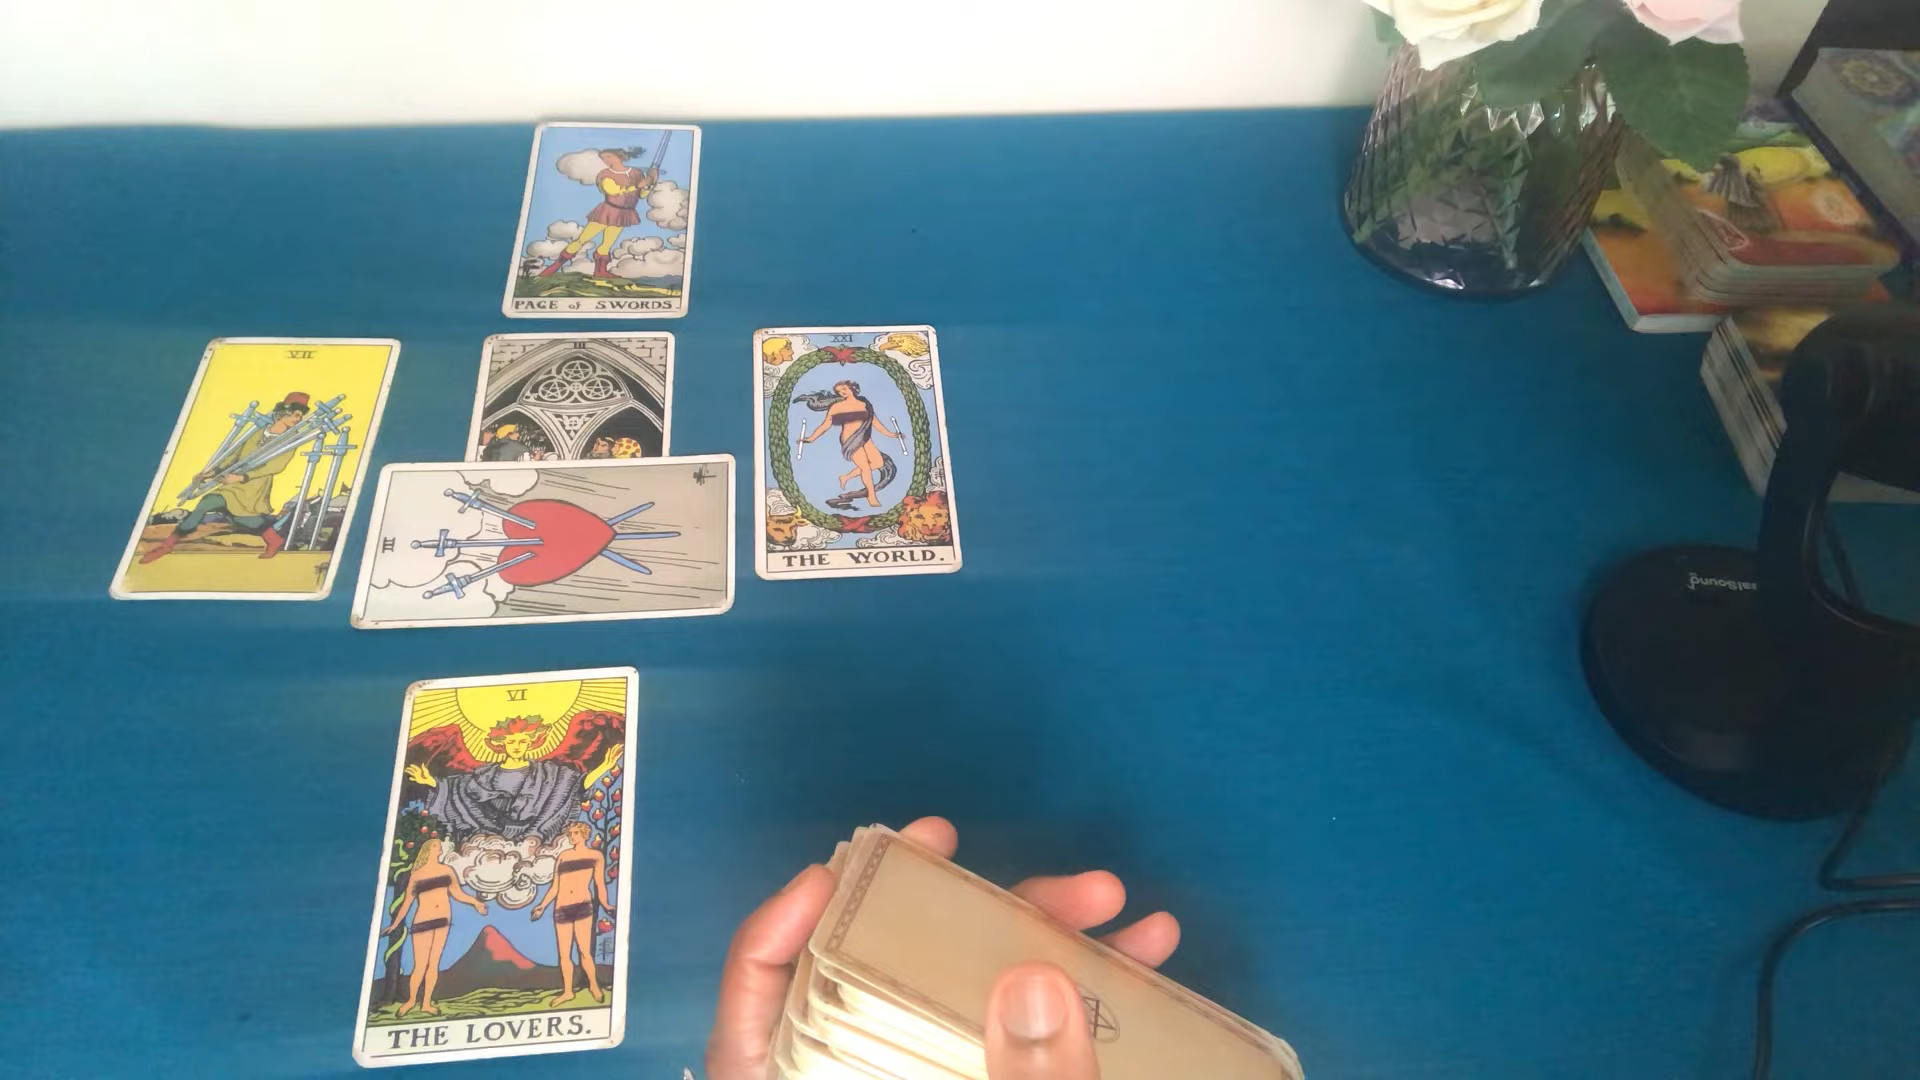 PAGE of SWORDS.
VII
III
XXI
THE WORLD.
III
VI
THE LOVERS.